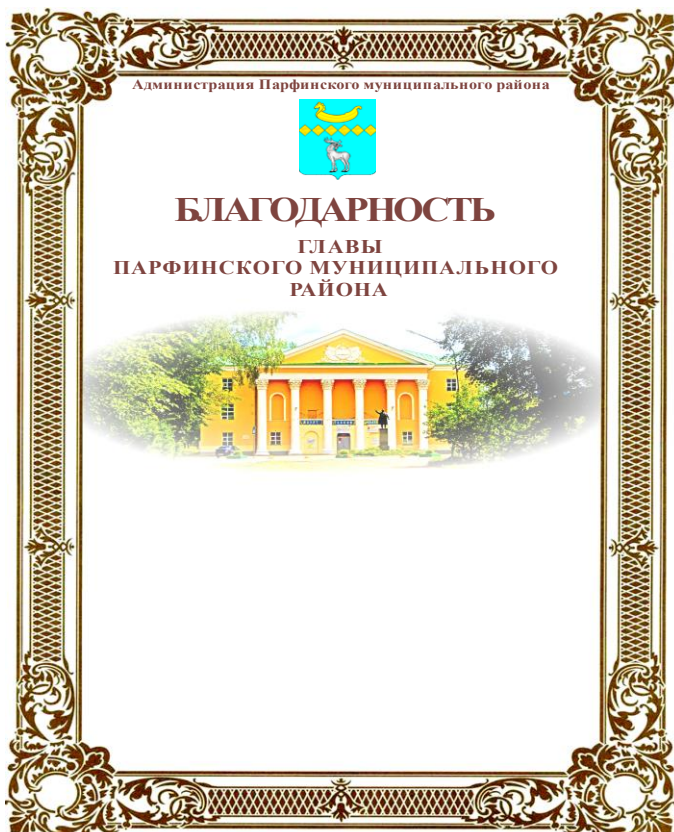 Администрация Парфинского муниципального района
БЛАГОДАРНОСТЬ
ГЛАВЫ
ПАРФИНСКОГО МУНИЦИПАЛЬНОГО
РАЙОНА